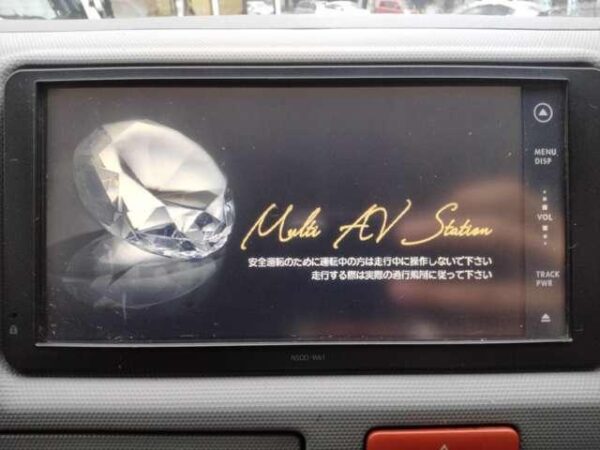 Multi AV Station
安全運転のために運転中の方は走行中に操作しないで下さい
走行する際は実際の通行規制に従って下さい
MENU
DISP
VOL
TRACK
PWR
NSDD-W61